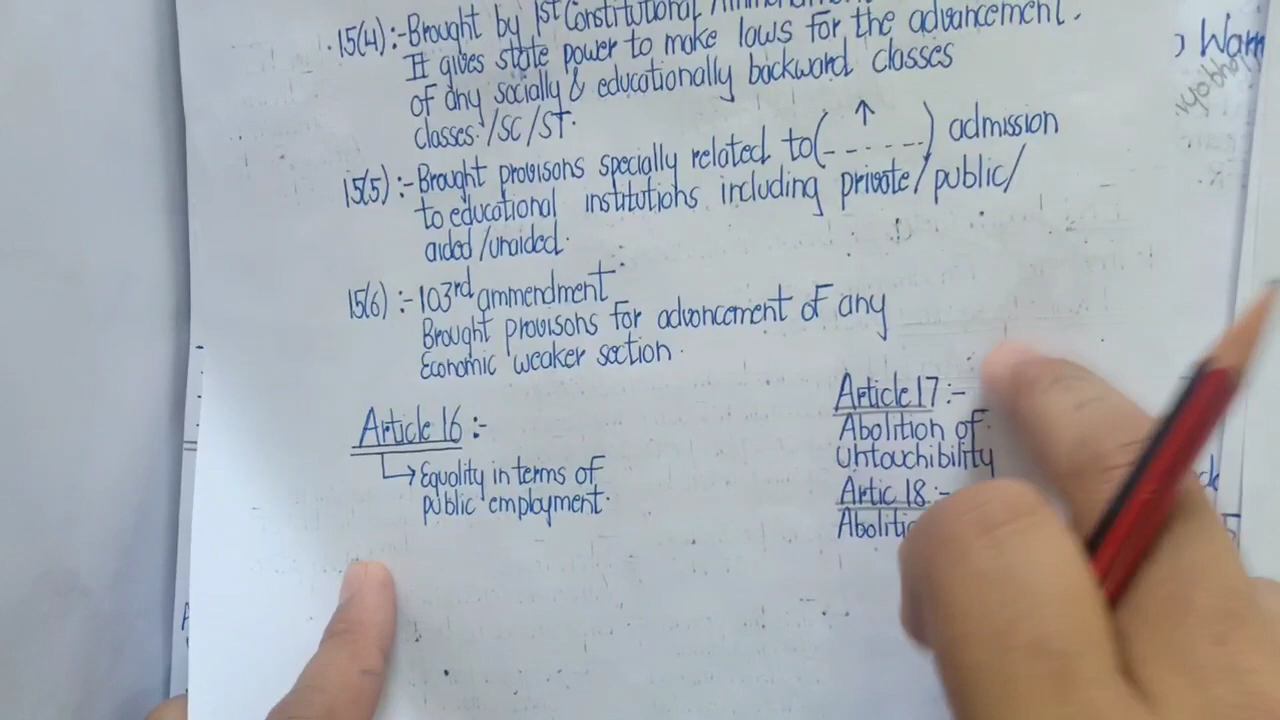 15(4):- Brought by 1st Constitutional
It gives state power to make lows for the advancement.
of any socially & educationally backward classes
classes·/SC/ST·
15(5):- Brought provisons specially related to (------) admission
to educational institutions including private/public/
aided/unaided·
15(6):- 103rd ammendment
Brought provisons for advancement of any
Economic weaker section·
Article 16:-
Equality in terms of
public employment·
Article 17:-
Abolition of
Untouchibility
Artic 18:-